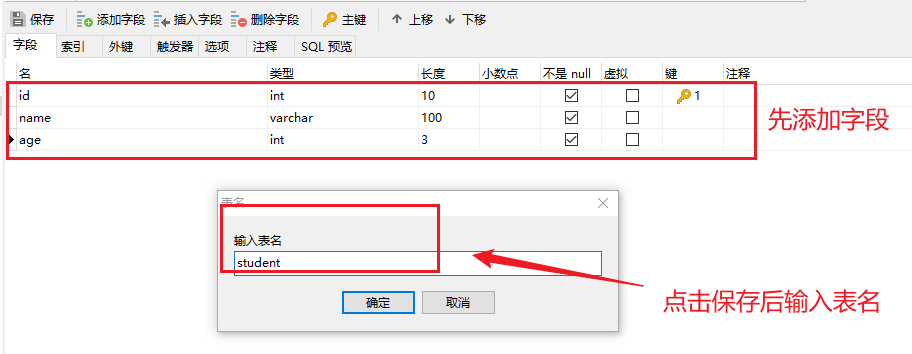 保存 添加字段 插入字段 删除字段 主键 上移 下移
字段 索引 外键 触发器 选项 注释 SQL 预览
名 类型 长度 小数点 不是 null 虚拟 键 注释
id int 10 1
name varchar 100
age int 3
先添加字段
表名
输入表名
student
确定 取消
点击保存后输入表名